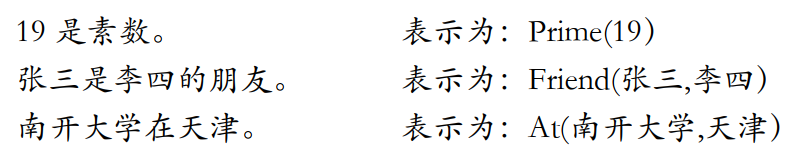 19 是素数。 表示为：Prime(19）
张三是李四的朋友。 表示为：Friend(张三,李四）
南开大学在天津。 表示为：At(南开大学,天津）